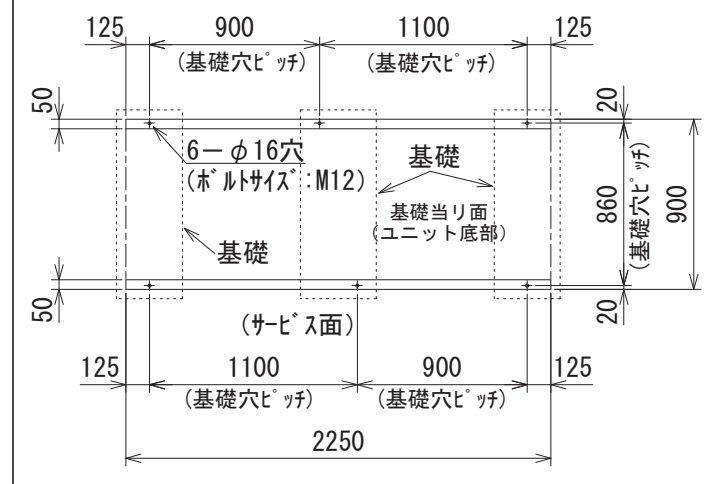 125 900 1100 125
(基礎穴ﾋﾟｯﾁ) (基礎穴ﾋﾟｯﾁ)
50
20
6－φ16穴
(ﾎﾞﾙﾄｻｲｽﾞ:M12)
基礎
基礎当リ面
(ユニット底部)
基礎
860
(基礎穴ﾋﾟｯﾁ)
900
50
20
(ｻｰﾋﾞｽ面)
125 1100 900 125
(基礎穴ﾋﾟｯﾁ) (基礎穴ﾋﾟｯﾁ)
2250